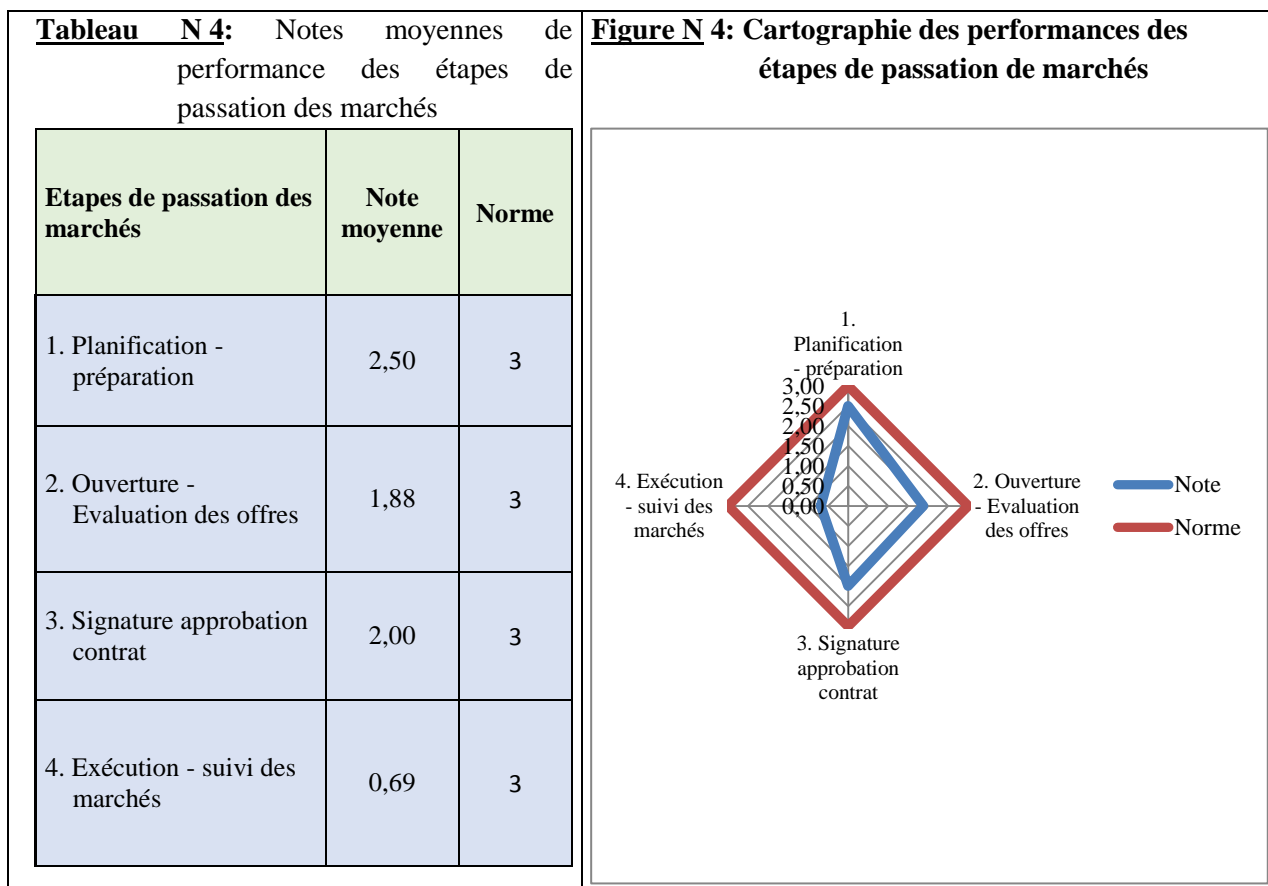 Tableau N 4: Notes moyennes de
performance des étapes de
passation des marchés
Etapes de passation des
marchés
Note
moyenne
Norme
1. Planification -
préparation
2,50
3
2. Ouverture -
Evaluation des offres
1,88
3
3. Signature approbation
contrat
2,00
3
4. Exécution - suivi des
marchés
0,69
3
Figure N 4: Cartographie des performances des
étapes de passation de marchés
1.
Planification
- préparation
3,00
2,50
2,00
1,50
1,00
0,50
0,00
4. Exécution
- suivi des
marchés
2. Ouverture
- Evaluation
des offres
3. Signature
approbation
contrat
Note
Norme